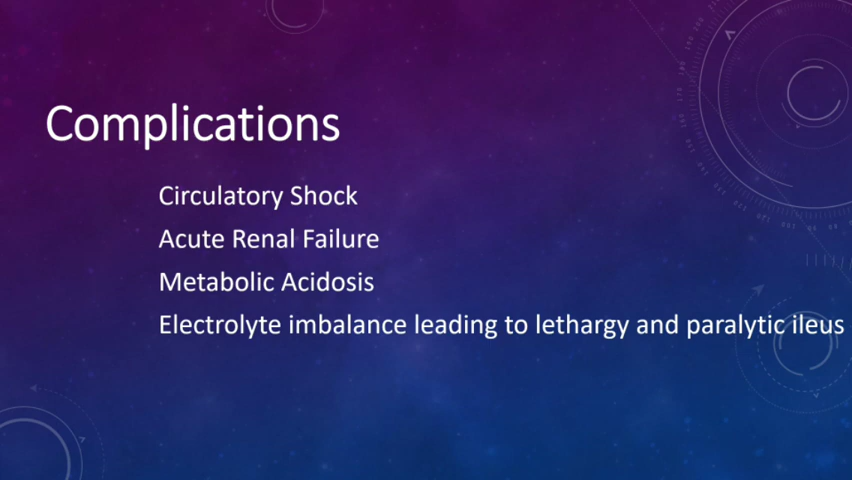 Complications
Circulatory Shock
Acute Renal Failure
Metabolic Acidosis
Electrolyte imbalance leading to lethargy and paralytic ileus